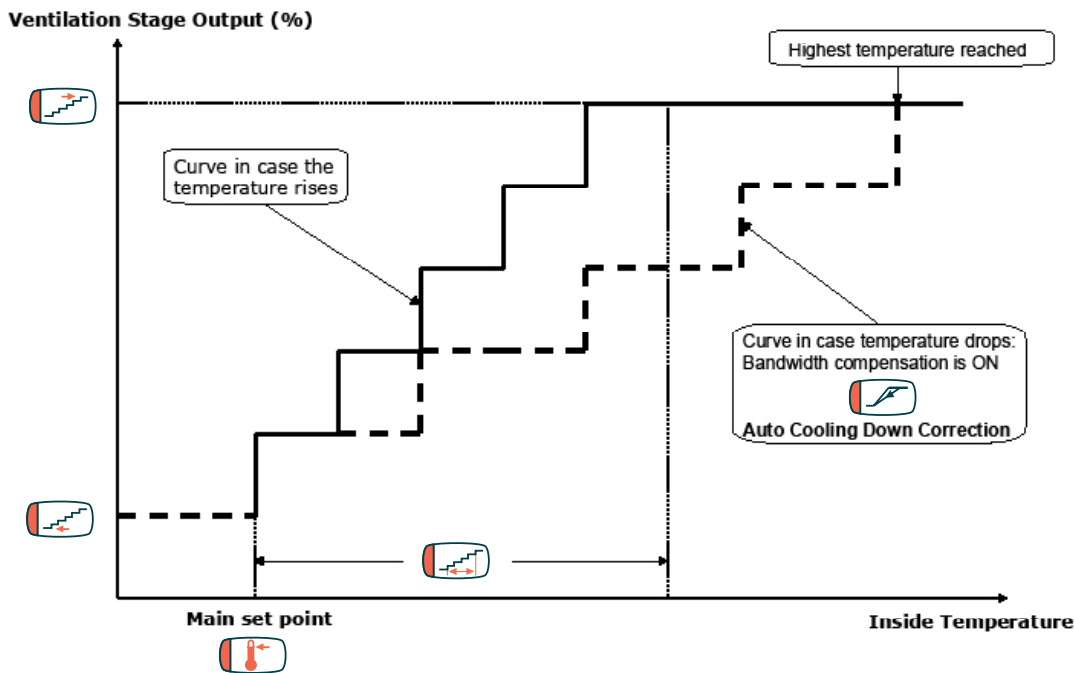 Ventilation Stage Output (%)
Highest temperature reached
Curve in case the
temperature rises
Curve in case temperature drops:
Bandwidth compensation is ON
Auto Cooling Down Correction
Main set point
Inside Temperature